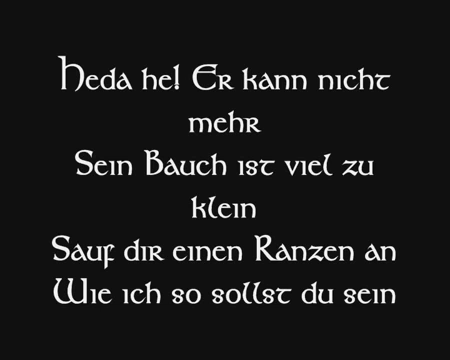 Heda he! Er kann nicht
mehr
Sein Bauch ist viel zu
klein
Sauf dir einen Ranzen an
Wie ich so sollst du sein